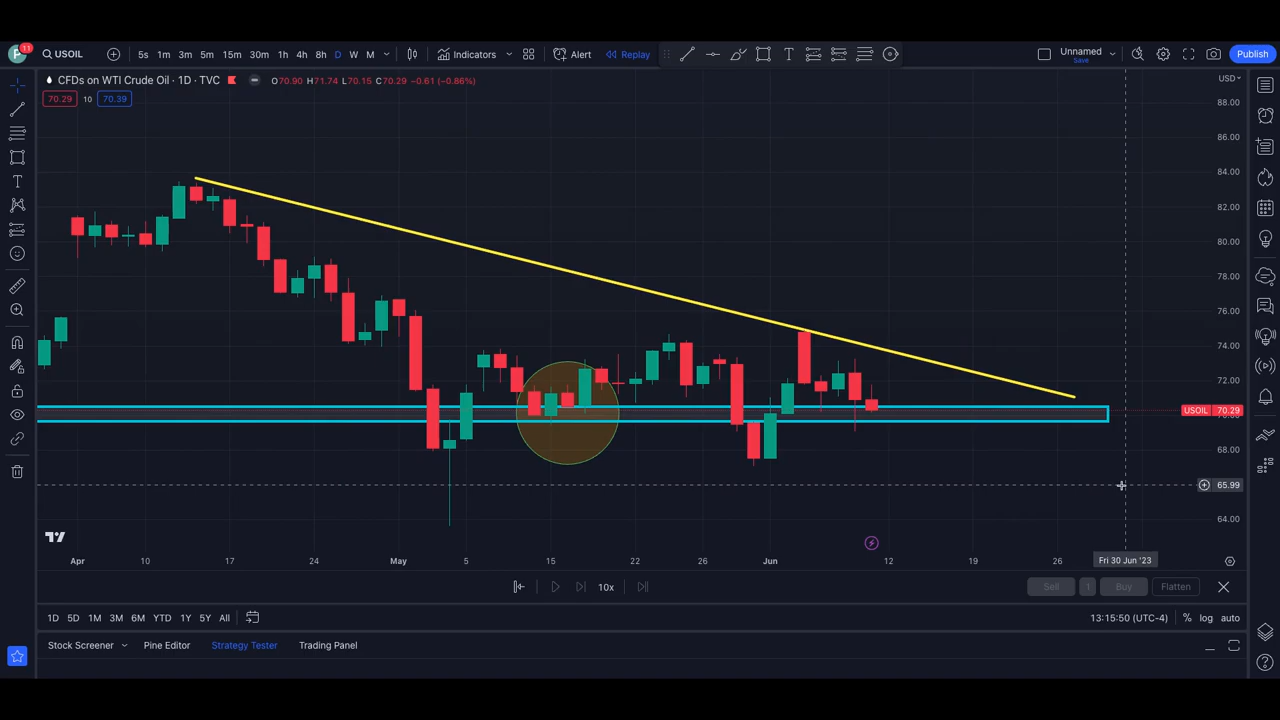 P 11 USOIL 5s 1m 3m 5m 15m 30m 1h 4h 8h D W M Indicators Alert Replay T Unnamed Save Publish
CFDs on WTI Crude Oil · 1D · TVC O70.90 H71.74 L70.15 C70.29 −0.61 (−0.86%) USD
70.29 10 70.39
88.00
86.00
84.00
82.00
80.00
78.00
76.00
74.00
72.00
USOIL 70.29
68.00
65.99
64.00
Apr 10 17 24 May 5 15 22 26 Jun 12 19 26 Fri 30 Jun '23
10x Sell 1 Buy Flatten
1D 5D 1M 3M 6M YTD 1Y 5Y All 13:15:50 (UTC-4) % log auto
Stock Screener Pine Editor Strategy Tester Trading Panel